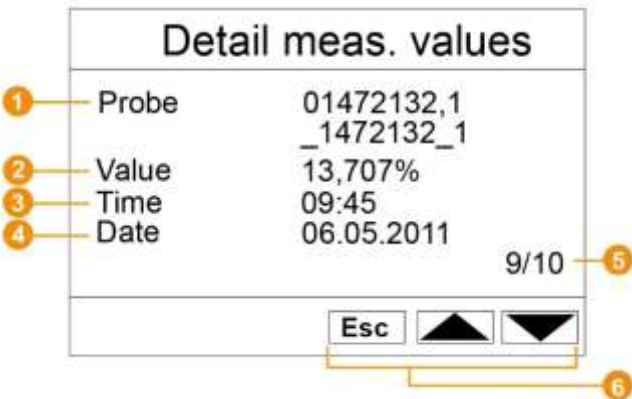 Detail meas. values
1 Probe 01472132,1
_1472132_1
2 Value 13,707%
3 Time 09:45
4 Date 06.05.2011
9/10 5
Esc
6